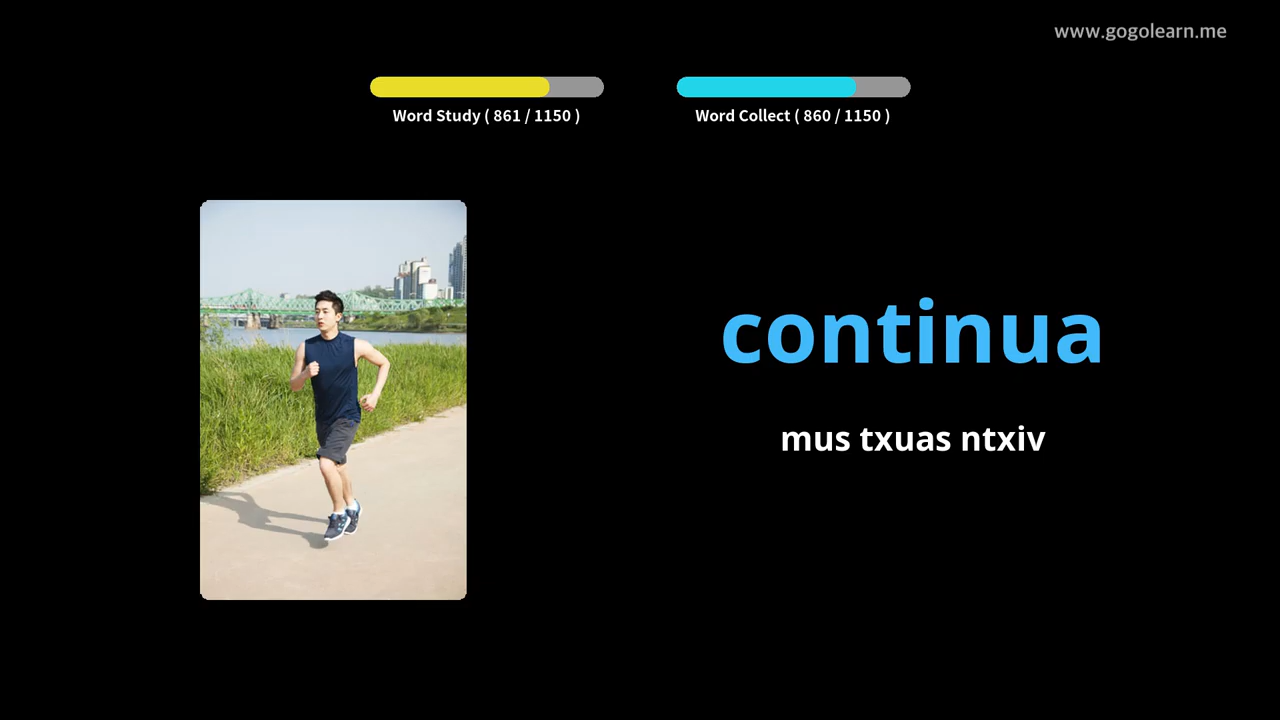 www.gogolearn.me
Word Study ( 861 / 1150 )
Word Collect ( 860 / 1150 )
continua
mus txuas ntxiv